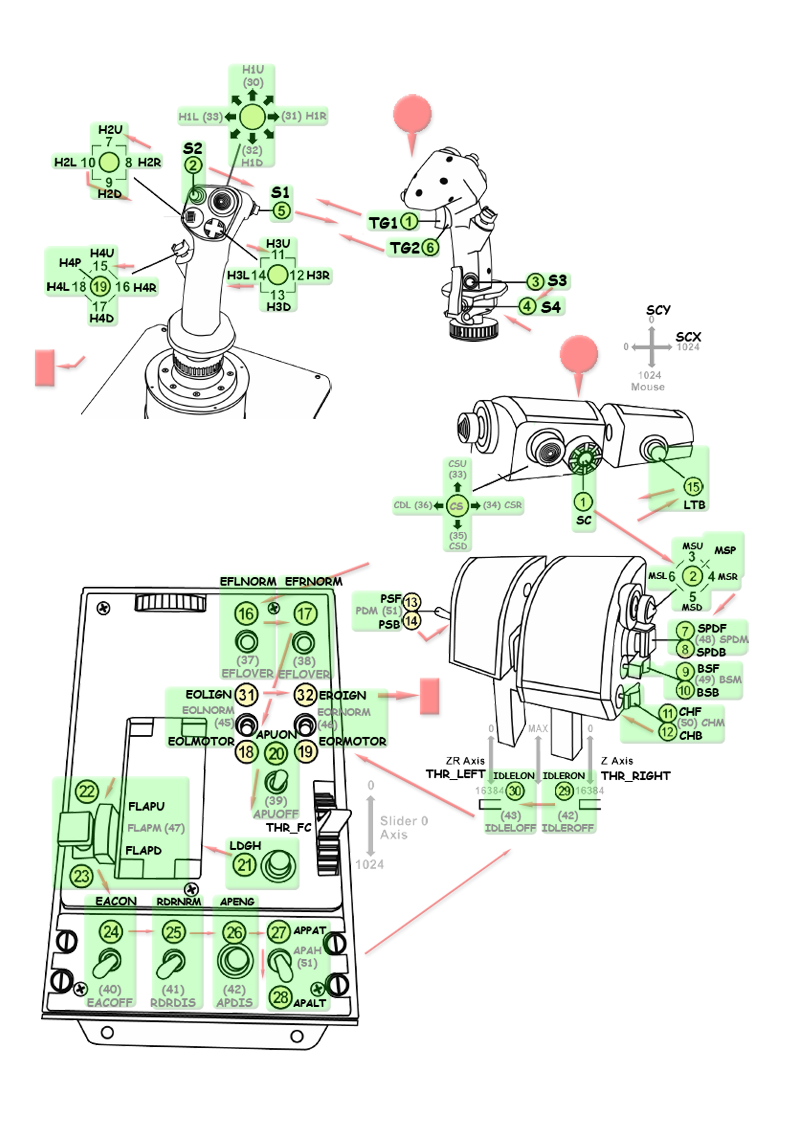 H1U
(30)
H1L (33)
(31) H1R
(32)
H1D
H2U
7
H2L 10
8 H2R
9
H2D
S2
2
S1
5
TG1 1
TG2 6
H4U
H4P
15
H4L 18 19 16 H4R
17
H4D
H3U
11
H3L 14
12 H3R
13
H3D
3 S3
4 S4
SCY
0
SCX
0
1024
1024
Mouse
CSU
(33)
CDL (36)
CS
(34) CSR
(35)
CSD
1
SC
15
LTB
MSU
3
MSP
MSL 6
2
4 MSR
5
MSD
PSF 13
PDM (51)
PSB 14
7 SPDF
(48) SPDM
8 SPDB
9 BSF
(49) BSM
10 BSB
11 CHF
(50) CHM
12 CHB
0
MAX
0
ZR Axis
THR_LEFT
Z Axis
THR_RIGHT
IDLELON
IDLERON
16384
30
29
16384
(43)
IDLELOFF
(42)
IDLEROFF
EFLNORM
EFRNORM
16
17
(37)
EFLOVER
(38)
EFLOVER
EOLIGN 31
32 EROIGN
EOLNORM
(45)
EORNORM
(46)
APUON
EOLMOTOR
18
20
19
EORMOTOR
(39)
APUOFF
THR_FC
0
Slider 0
Axis
1024
22
FLAPU
FLAPM (47)
FLAPD
23
LDGH
21
EACON
RDRNRM
APENG
24
25
26
27 APPAT
APAH
(51)
(40)
EACOFF
(41)
RDRDIS
(42)
APDIS
28 APALT